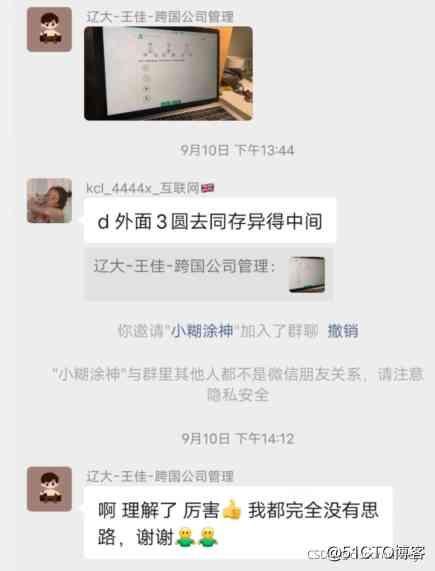 辽大-王佳-跨国公司管理
9月10日 下午13:44
kcl_4444x_互联网🇬🇧
d 外面3圆去同存异得中间
辽大-王佳-跨国公司管理：
你邀请"小糊涂神"加入了群聊 撤销
"小糊涂神"与群里其他人都不是微信朋友关系，请注意
隐私安全
9月10日 下午14:12
辽大-王佳-跨国公司管理
啊 理解了 厉害👍 我都完全没有思
路，谢谢
@51CTO博客